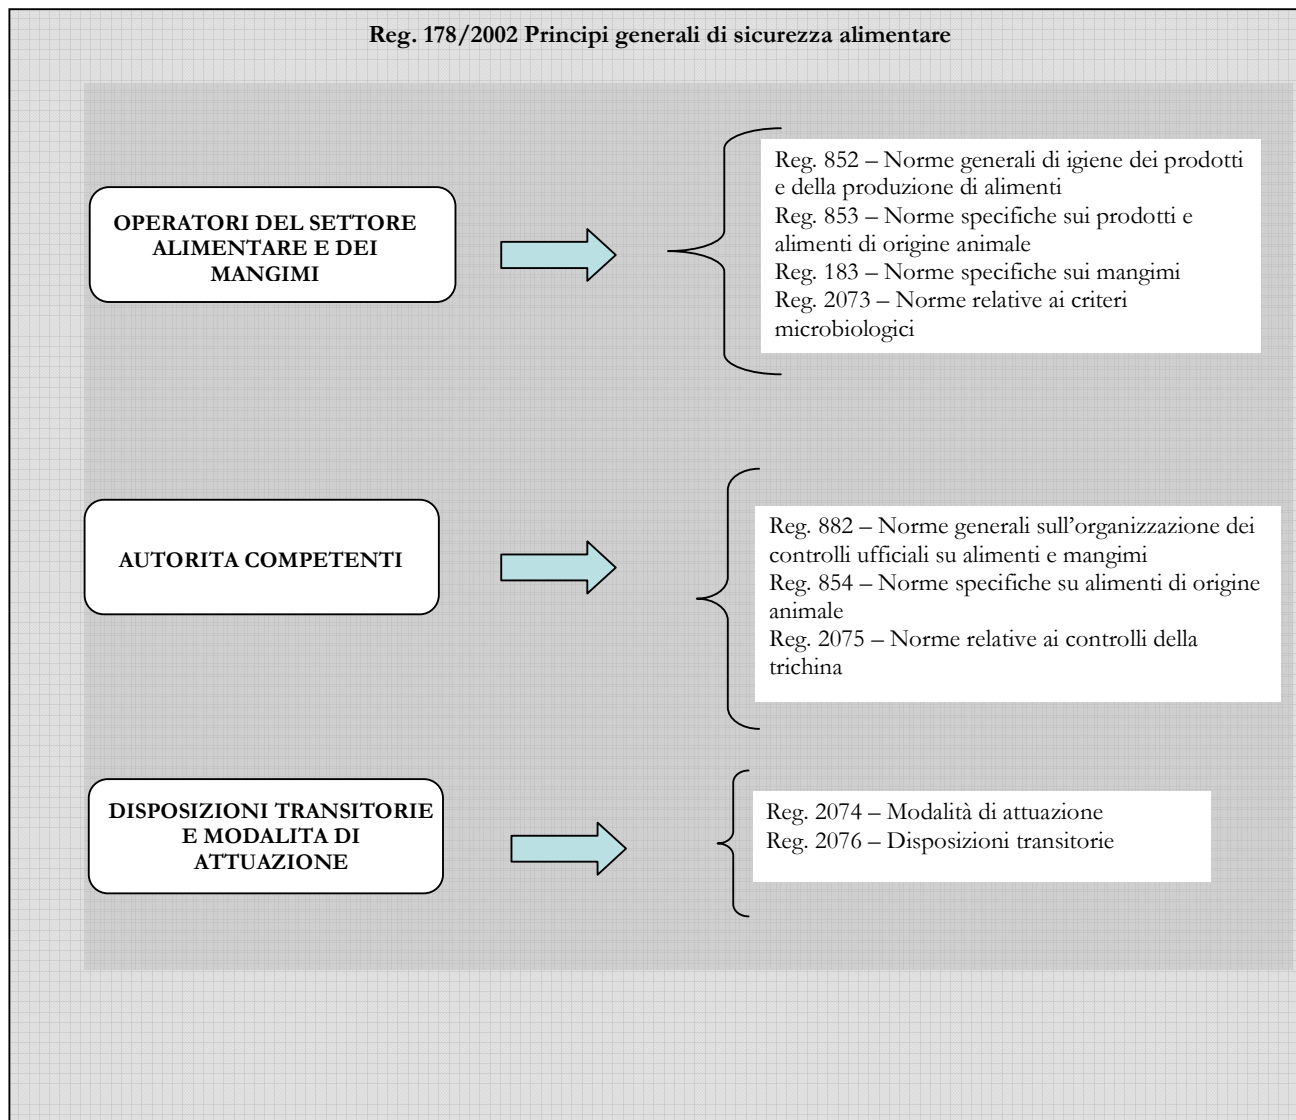 Reg. 178/2002 Principi generali di sicurezza alimentare
OPERATORI DEL SETTORE
ALIMENTARE E DEI
MANGIMI
Reg. 852 – Norme generali di igiene dei prodotti
e della produzione di alimenti
Reg. 853 – Norme specifiche sui prodotti e
alimenti di origine animale
Reg. 183 – Norme specifiche sui mangimi
Reg. 2073 – Norme relative ai criteri
microbiologici
AUTORITA COMPETENTI
Reg. 882 – Norme generali sull’organizzazione dei
controlli ufficiali su alimenti e mangimi
Reg. 854 – Norme specifiche su alimenti di origine
animale
Reg. 2075 – Norme relative ai controlli della
trichina
DISPOSIZIONI TRANSITORIE
E MODALITA DI
ATTUAZIONE
Reg. 2074 – Modalità di attuazione
Reg. 2076 – Disposizioni transitorie